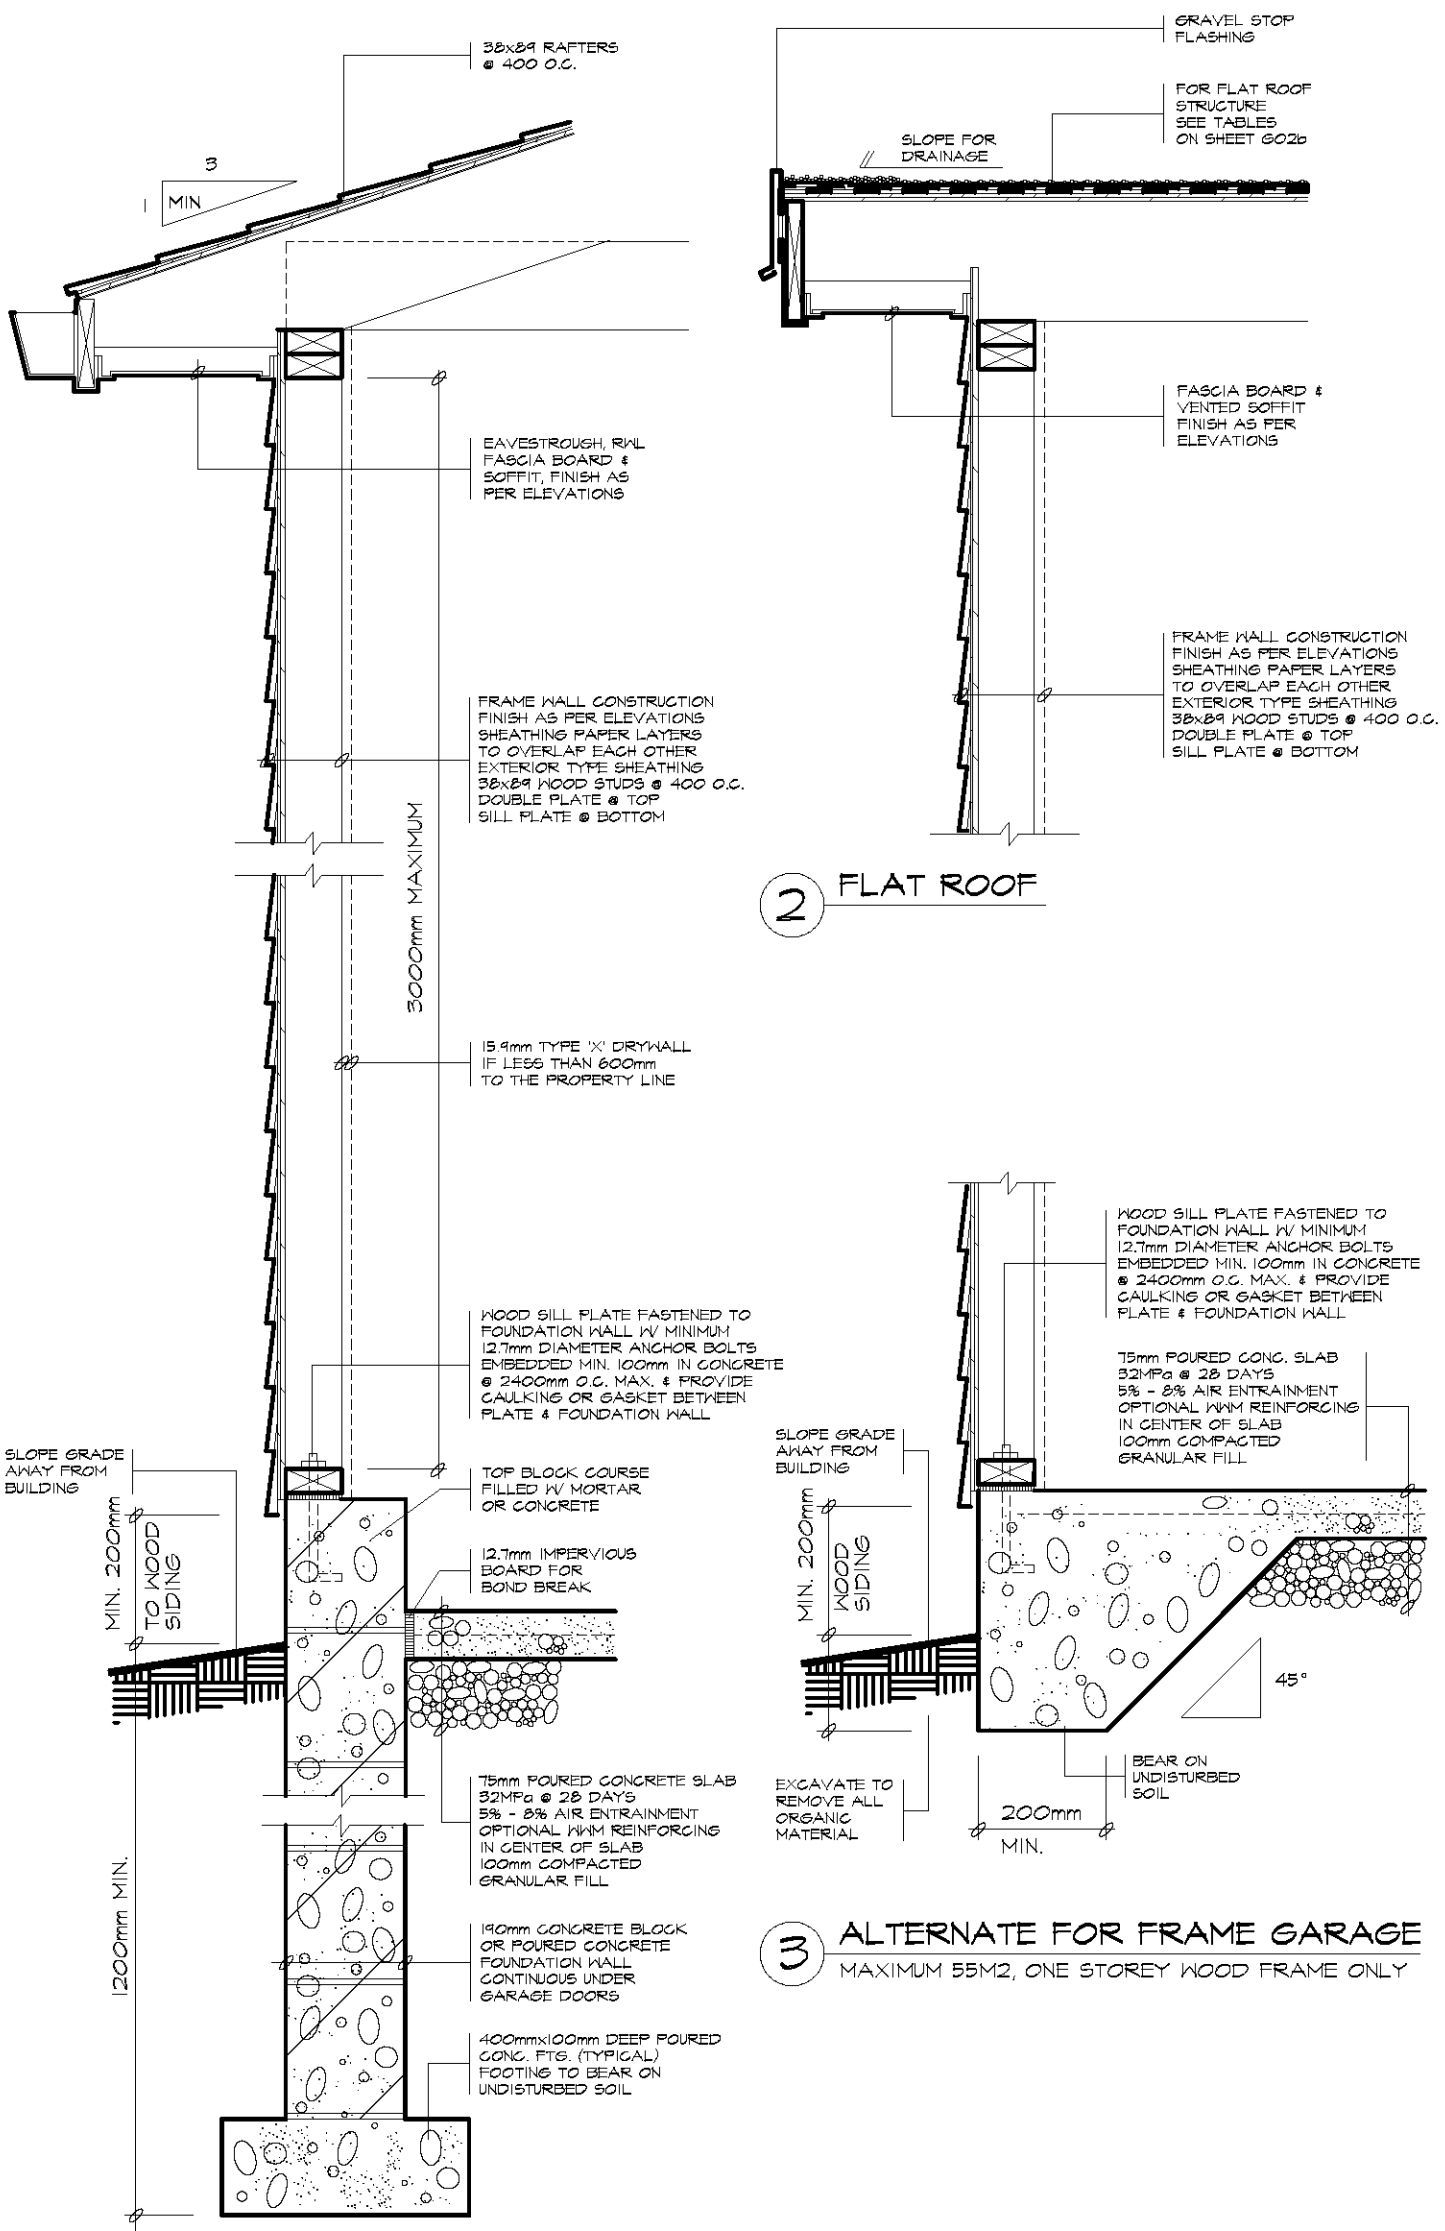 38x89 RAFTERS
@ 400 O.C.
3
1
MIN
EAVESTROUGH, RWL
FASCIA BOARD &
SOFFIT, FINISH AS
PER ELEVATIONS
FRAME WALL CONSTRUCTION
FINISH AS PER ELEVATIONS
SHEATHING PAPER LAYERS
TO OVERLAP EACH OTHER
EXTERIOR TYPE SHEATHING
38x89 WOOD STUDS @ 400 O.C.
DOUBLE PLATE @ TOP
SILL PLATE @ BOTTOM
3000mm MAXIMUM
15.9mm TYPE 'X' DRYWALL
IF LESS THAN 600mm
TO THE PROPERTY LINE
WOOD SILL PLATE FASTENED TO
FOUNDATION WALL W/ MINIMUM
12.7mm DIAMETER ANCHOR BOLTS
EMBEDDED MIN. 100mm IN CONCRETE
@ 2400mm O.C. MAX. & PROVIDE
CAULKING OR GASKET BETWEEN
PLATE & FOUNDATION WALL
SLOPE GRADE
AWAY FROM
BUILDING
MIN. 200mm
TO WOOD
SIDING
TOP BLOCK COURSE
FILLED W/ MORTAR
OR CONCRETE
12.7mm IMPERVIOUS
BOARD FOR
BOND BREAK
75mm POURED CONCRETE SLAB
32MPa @ 28 DAYS
5% - 8% AIR ENTRAINMENT
OPTIONAL WWM REINFORCING
IN CENTER OF SLAB
100mm COMPACTED
GRANULAR FILL
1200mm MIN.
190mm CONCRETE BLOCK
OR POURED CONCRETE
FOUNDATION WALL
CONTINUOUS UNDER
GARAGE DOORS
400mmx100mm DEEP POURED
CONC. FTG. (TYPICAL)
FOOTING TO BEAR ON
UNDISTURBED SOIL
GRAVEL STOP
FLASHING
FOR FLAT ROOF
STRUCTURE
SEE TABLES
ON SHEET G02b
SLOPE FOR
DRAINAGE
FASCIA BOARD &
VENTED SOFFIT
FINISH AS PER
ELEVATIONS
FRAME WALL CONSTRUCTION
FINISH AS PER ELEVATIONS
SHEATHING PAPER LAYERS
TO OVERLAP EACH OTHER
EXTERIOR TYPE SHEATHING
38x89 WOOD STUDS @ 400 O.C.
DOUBLE PLATE @ TOP
SILL PLATE @ BOTTOM
2 FLAT ROOF
WOOD SILL PLATE FASTENED TO
FOUNDATION WALL W/ MINIMUM
12.7mm DIAMETER ANCHOR BOLTS
EMBEDDED MIN. 100mm IN CONCRETE
@ 2400mm O.C. MAX. & PROVIDE
CAULKING OR GASKET BETWEEN
PLATE & FOUNDATION WALL
75mm POURED CONC. SLAB
32MPa @ 28 DAYS
5% - 8% AIR ENTRAINMENT
OPTIONAL WWM REINFORCING
IN CENTER OF SLAB
100mm COMPACTED
GRANULAR FILL
SLOPE GRADE
AWAY FROM
BUILDING
MIN. 200mm
WOOD
SIDING
45°
BEAR ON
UNDISTURBED
SOIL
EXCAVATE TO
REMOVE ALL
ORGANIC
MATERIAL
200mm
MIN.
3 ALTERNATE FOR FRAME GARAGE
MAXIMUM 55M2, ONE STOREY WOOD FRAME ONLY